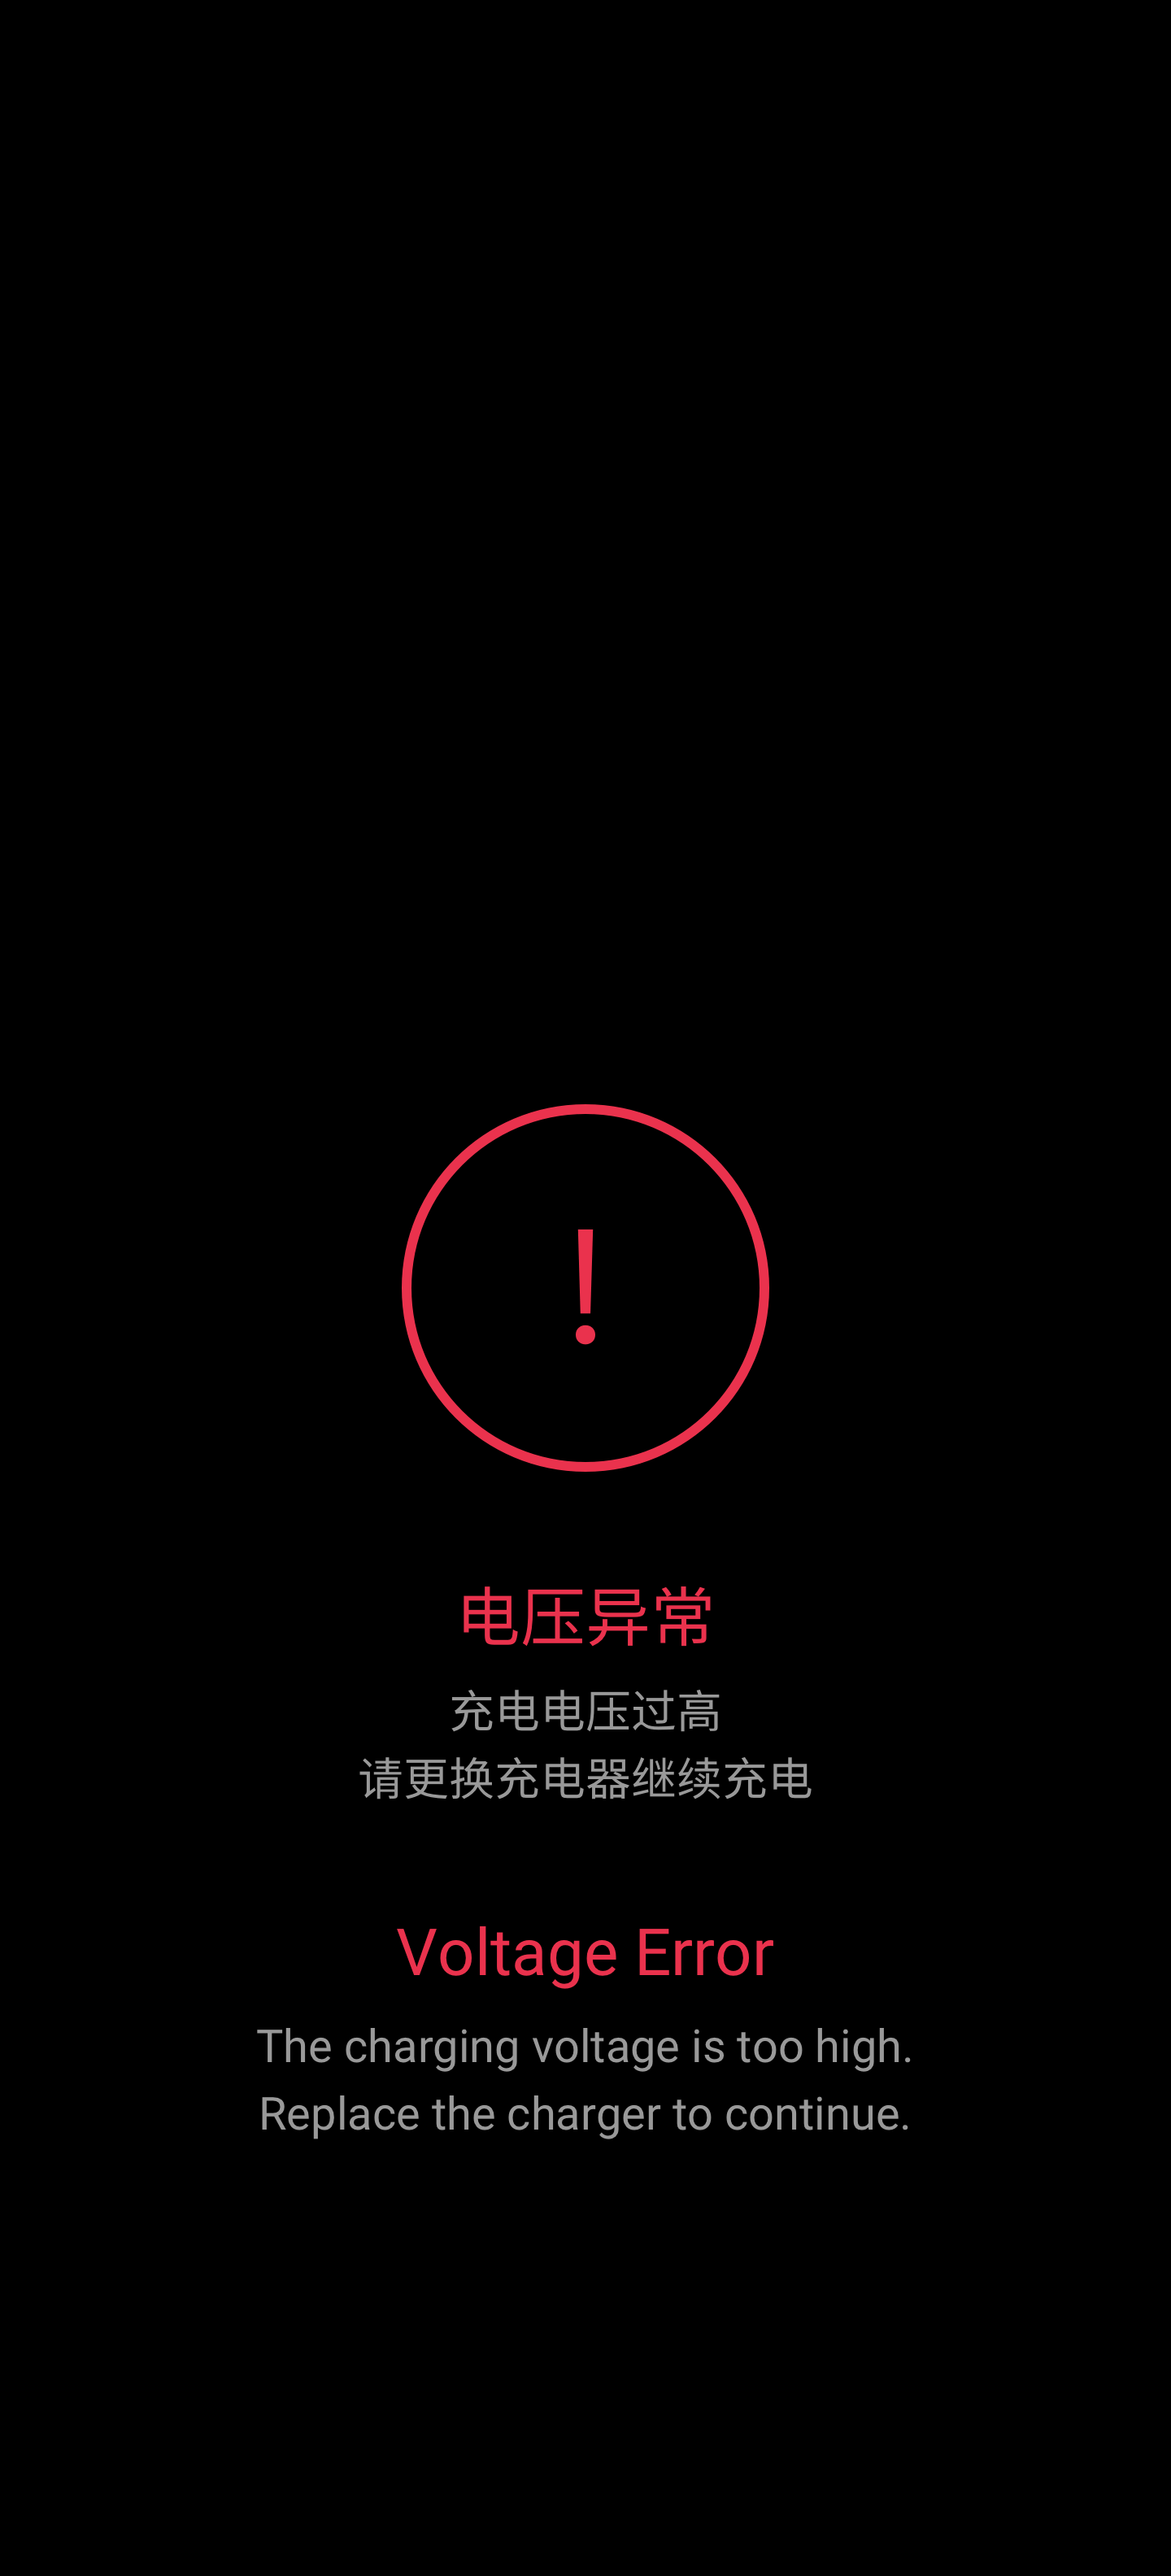 电压异常
充电电压过高
请更换充电器继续充电
Voltage Error
The charging voltage is too high.
Replace the charger to continue.